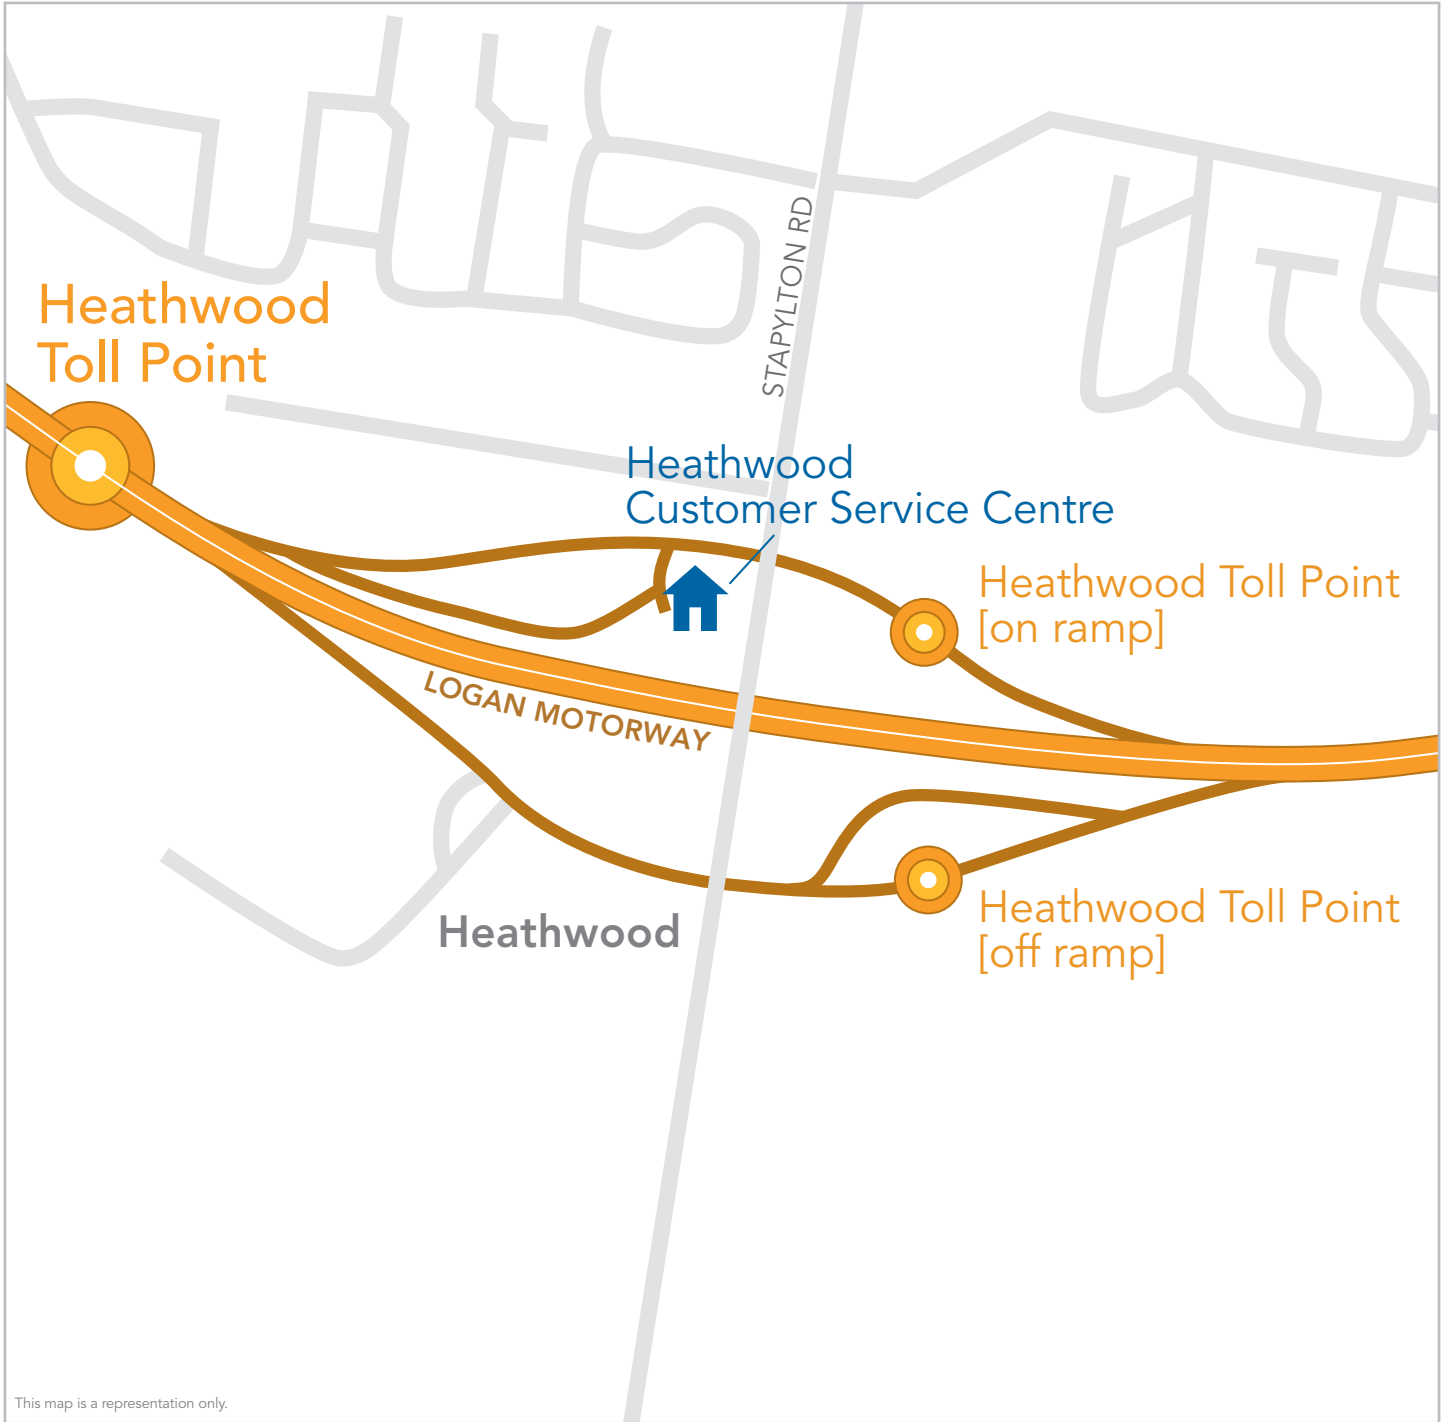 STAPYLTON RD
Heathwood
Toll Point
Heathwood
Customer Service Centre
Heathwood Toll Point
[on ramp]
LOGAN MOTORWAY
Heathwood Toll Point
[off ramp]
Heathwood
This map is a representation only.